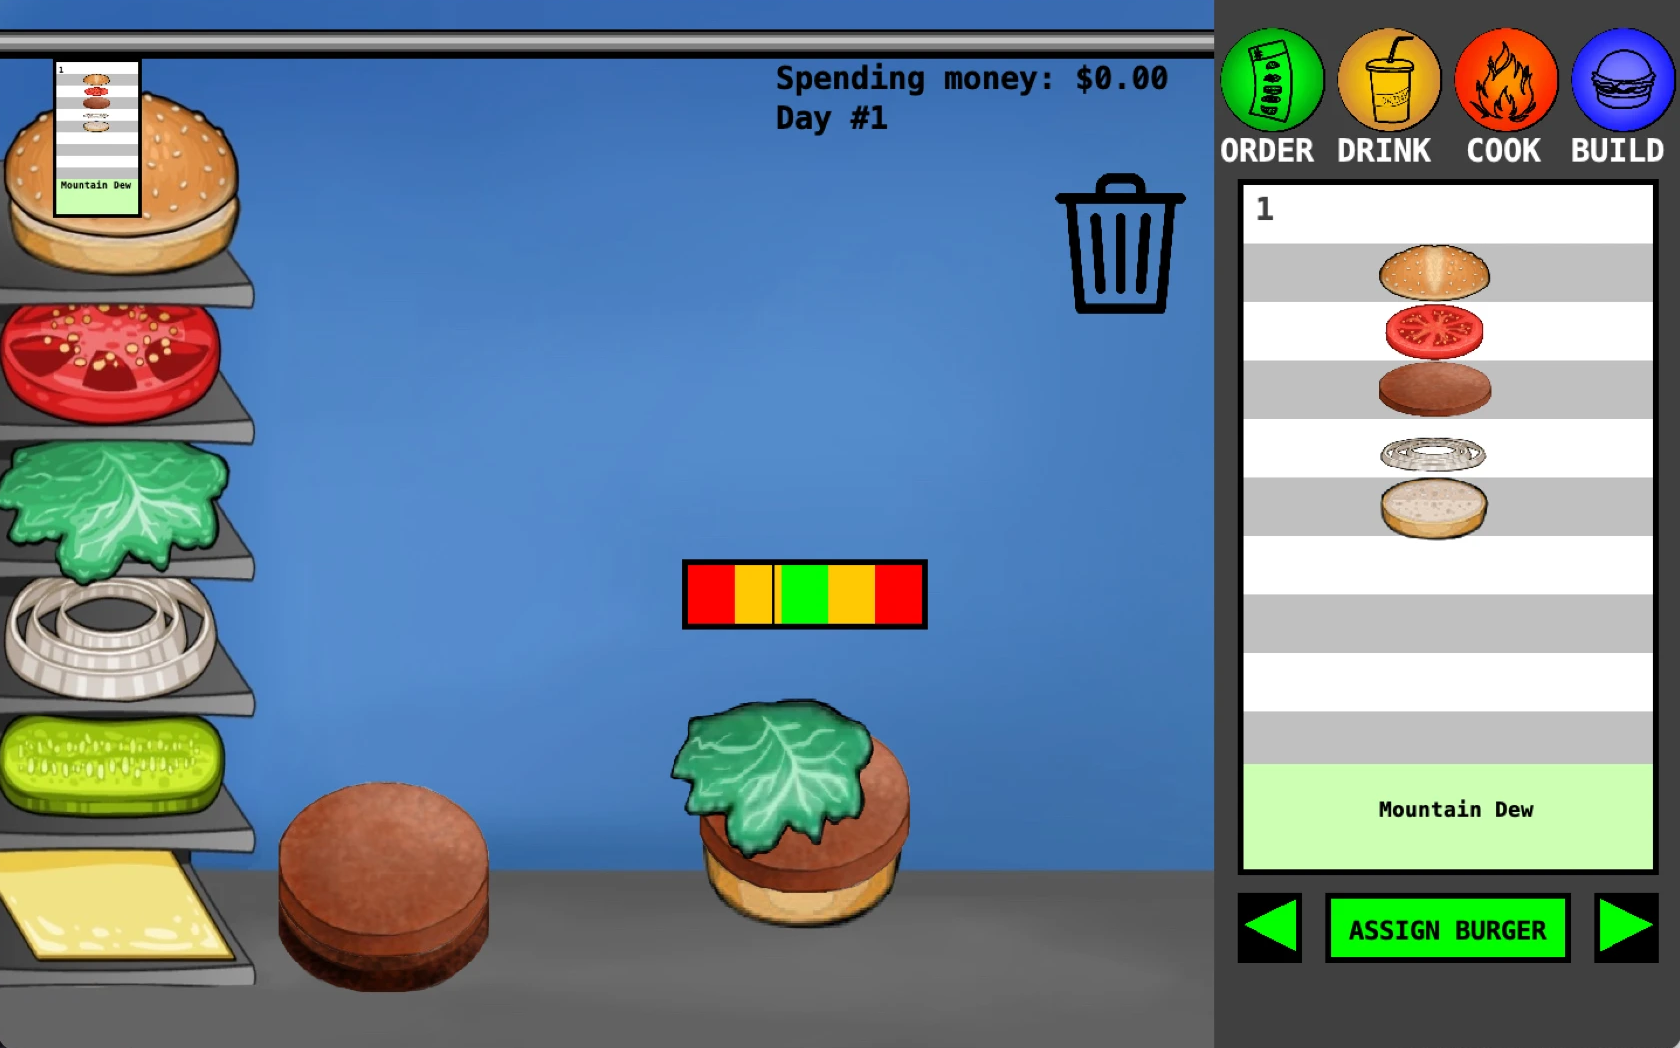 1
Mountain Dew
Spending money: $0.00
Day #1
ORDER DRINK COOK BUILD
1
Mountain Dew
ASSIGN BURGER